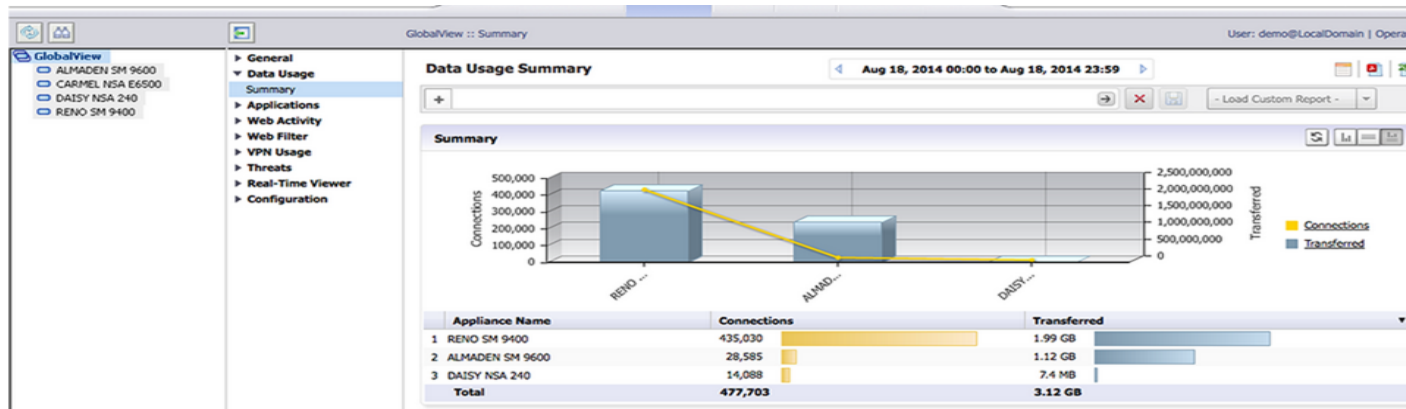 GlobalView :: Summary
User: demo@LocalDomain | Opera
GlobalView
ALMADEN SM 9600
CARMEL NSA E6500
DAISY NSA 240
RENO SM 9400
General
Data Usage
Summary
Applications
Web Activity
Web Filter
VPN Usage
Threats
Real-Time Viewer
Configuration
Data Usage Summary
Aug 18, 2014 00:00 to Aug 18, 2014 23:59
- Load Custom Report -
Summary
Connections
500,000
400,000
300,000
200,000
100,000
0
2,500,000,000
2,000,000,000
1,500,000,000
1,000,000,000
500,000,000
0
Transferred
Connections
Transferred
RENO ...
ALMAD...
DAISY...
Appliance Name Connections Transferred
1 RENO SM 9400 435,030 1.99 GB
2 ALMADEN SM 9600 28,585 1.12 GB
3 DAISY NSA 240 14,088 7.4 MB
Total 477,703 3.12 GB